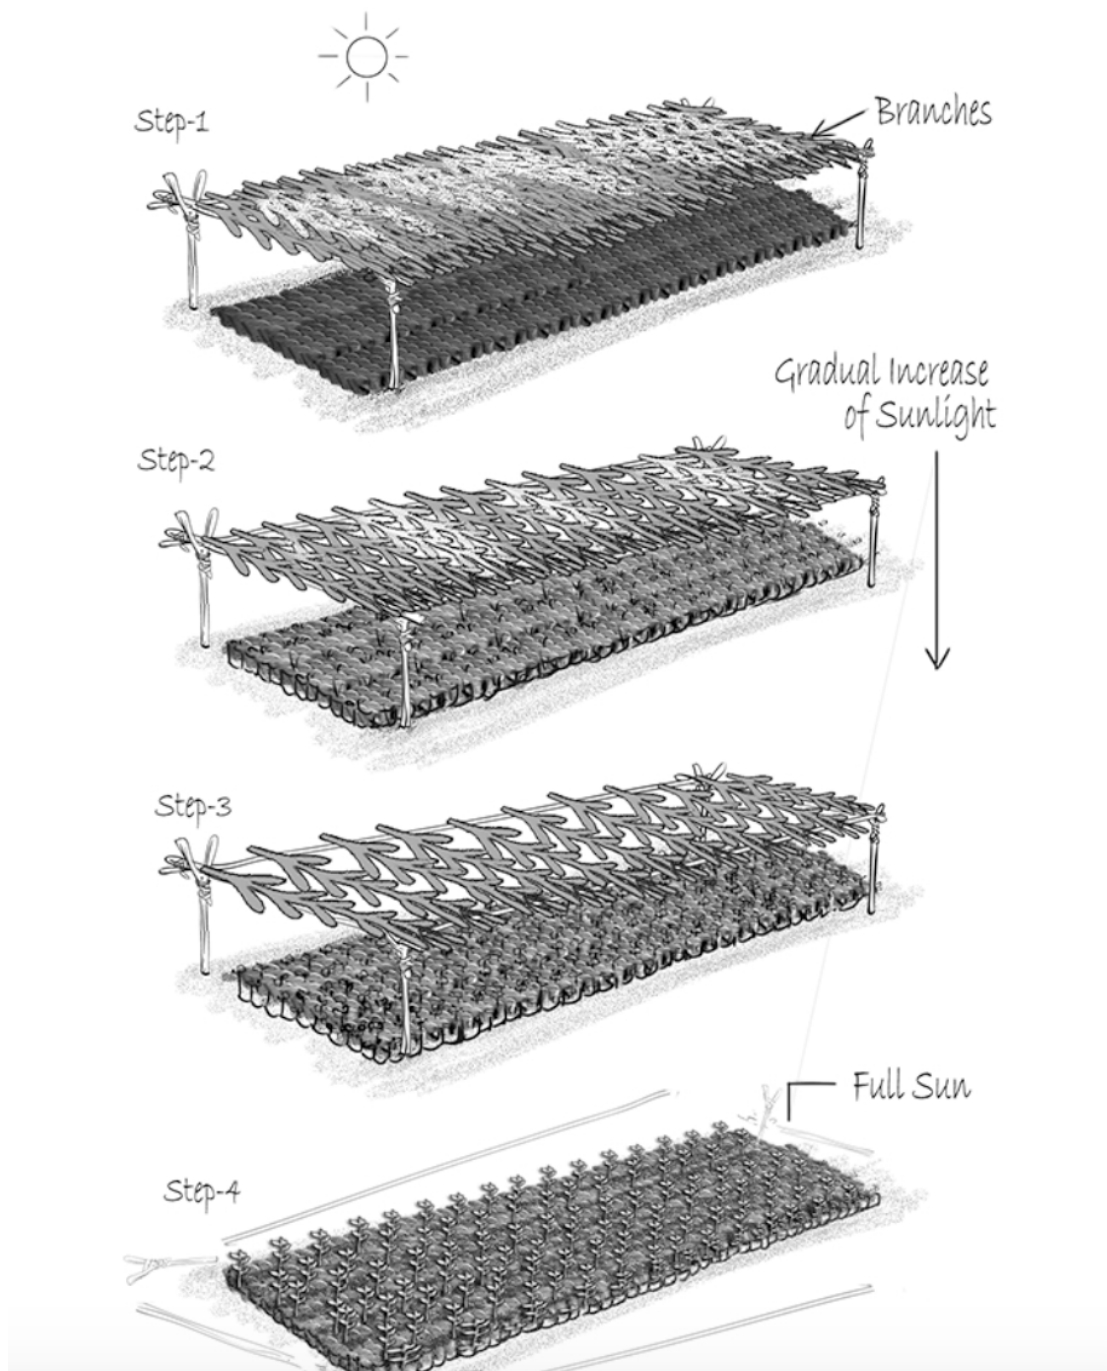 Step-1
Branches
Gradual Increase
of Sunlight
Step-2
Step-3
Full Sun
Step-4